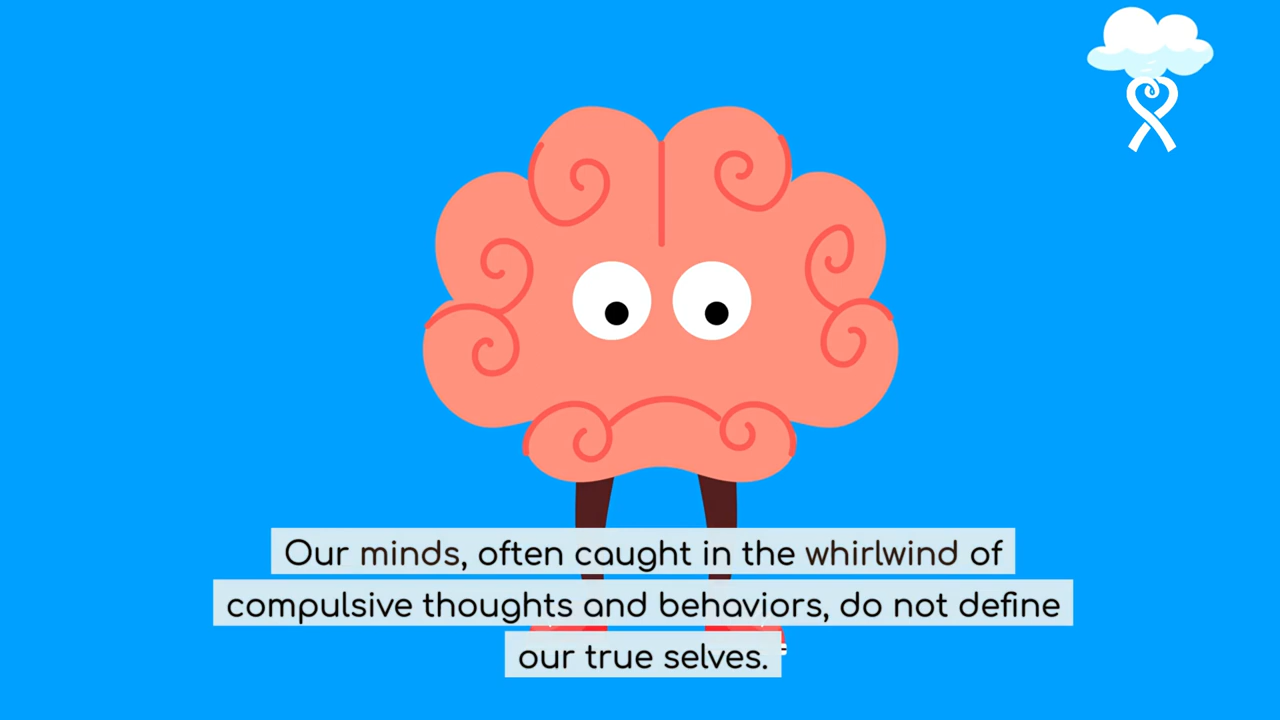 Our minds, often caught in the whirlwind of
compulsive thoughts and behaviors, do not define
our true selves.